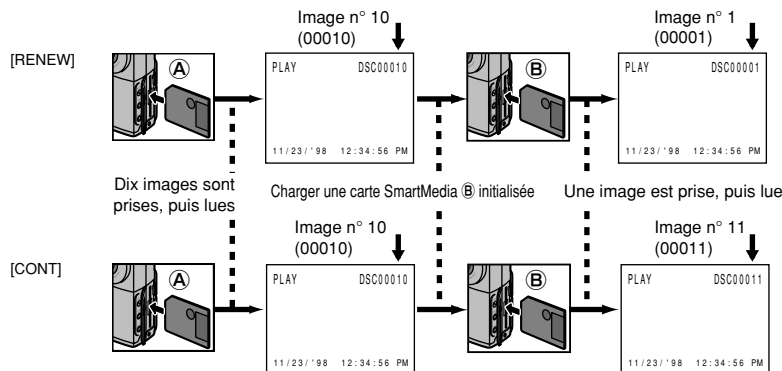 Image n° 10
(00010)
Image n° 1
(00001)
[RENEW]
A
PLAY DSC00010
11/23/'98 12:34:56 PM
B
PLAY DSC00001
11/23/'98 12:34:56 PM
Dix images sont
prises, puis lues
Charger une carte SmartMedia Ⓑ initialisée
Une image est prise, puis lue
Image n° 10
(00010)
Image n° 11
(00011)
[CONT]
A
PLAY DSC00010
11/23/'98 12:34:56 PM
B
PLAY DSC00011
11/23/'98 12:34:56 PM